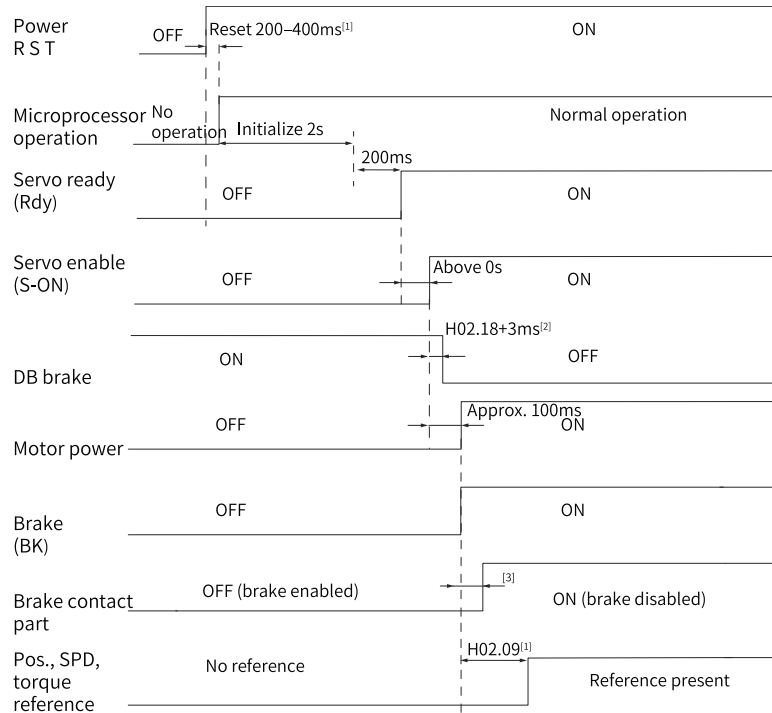 Power
R S T
OFF
Reset 200–400ms[1]
ON
Microprocessor
operation
No
operation
Initialize 2s
Normal operation
200ms
Servo ready
(Rdy)
OFF
ON
Servo enable
(S-ON)
OFF
Above 0s
ON
H02.18+3ms[2]
DB brake
ON
OFF
Approx. 100ms
Motor power
OFF
ON
Brake
(BK)
OFF
ON
Brake contact
part
OFF (brake enabled)
[3]
ON (brake disabled)
H02.09[1]
Pos., SPD,
torque
reference
No reference
Reference present